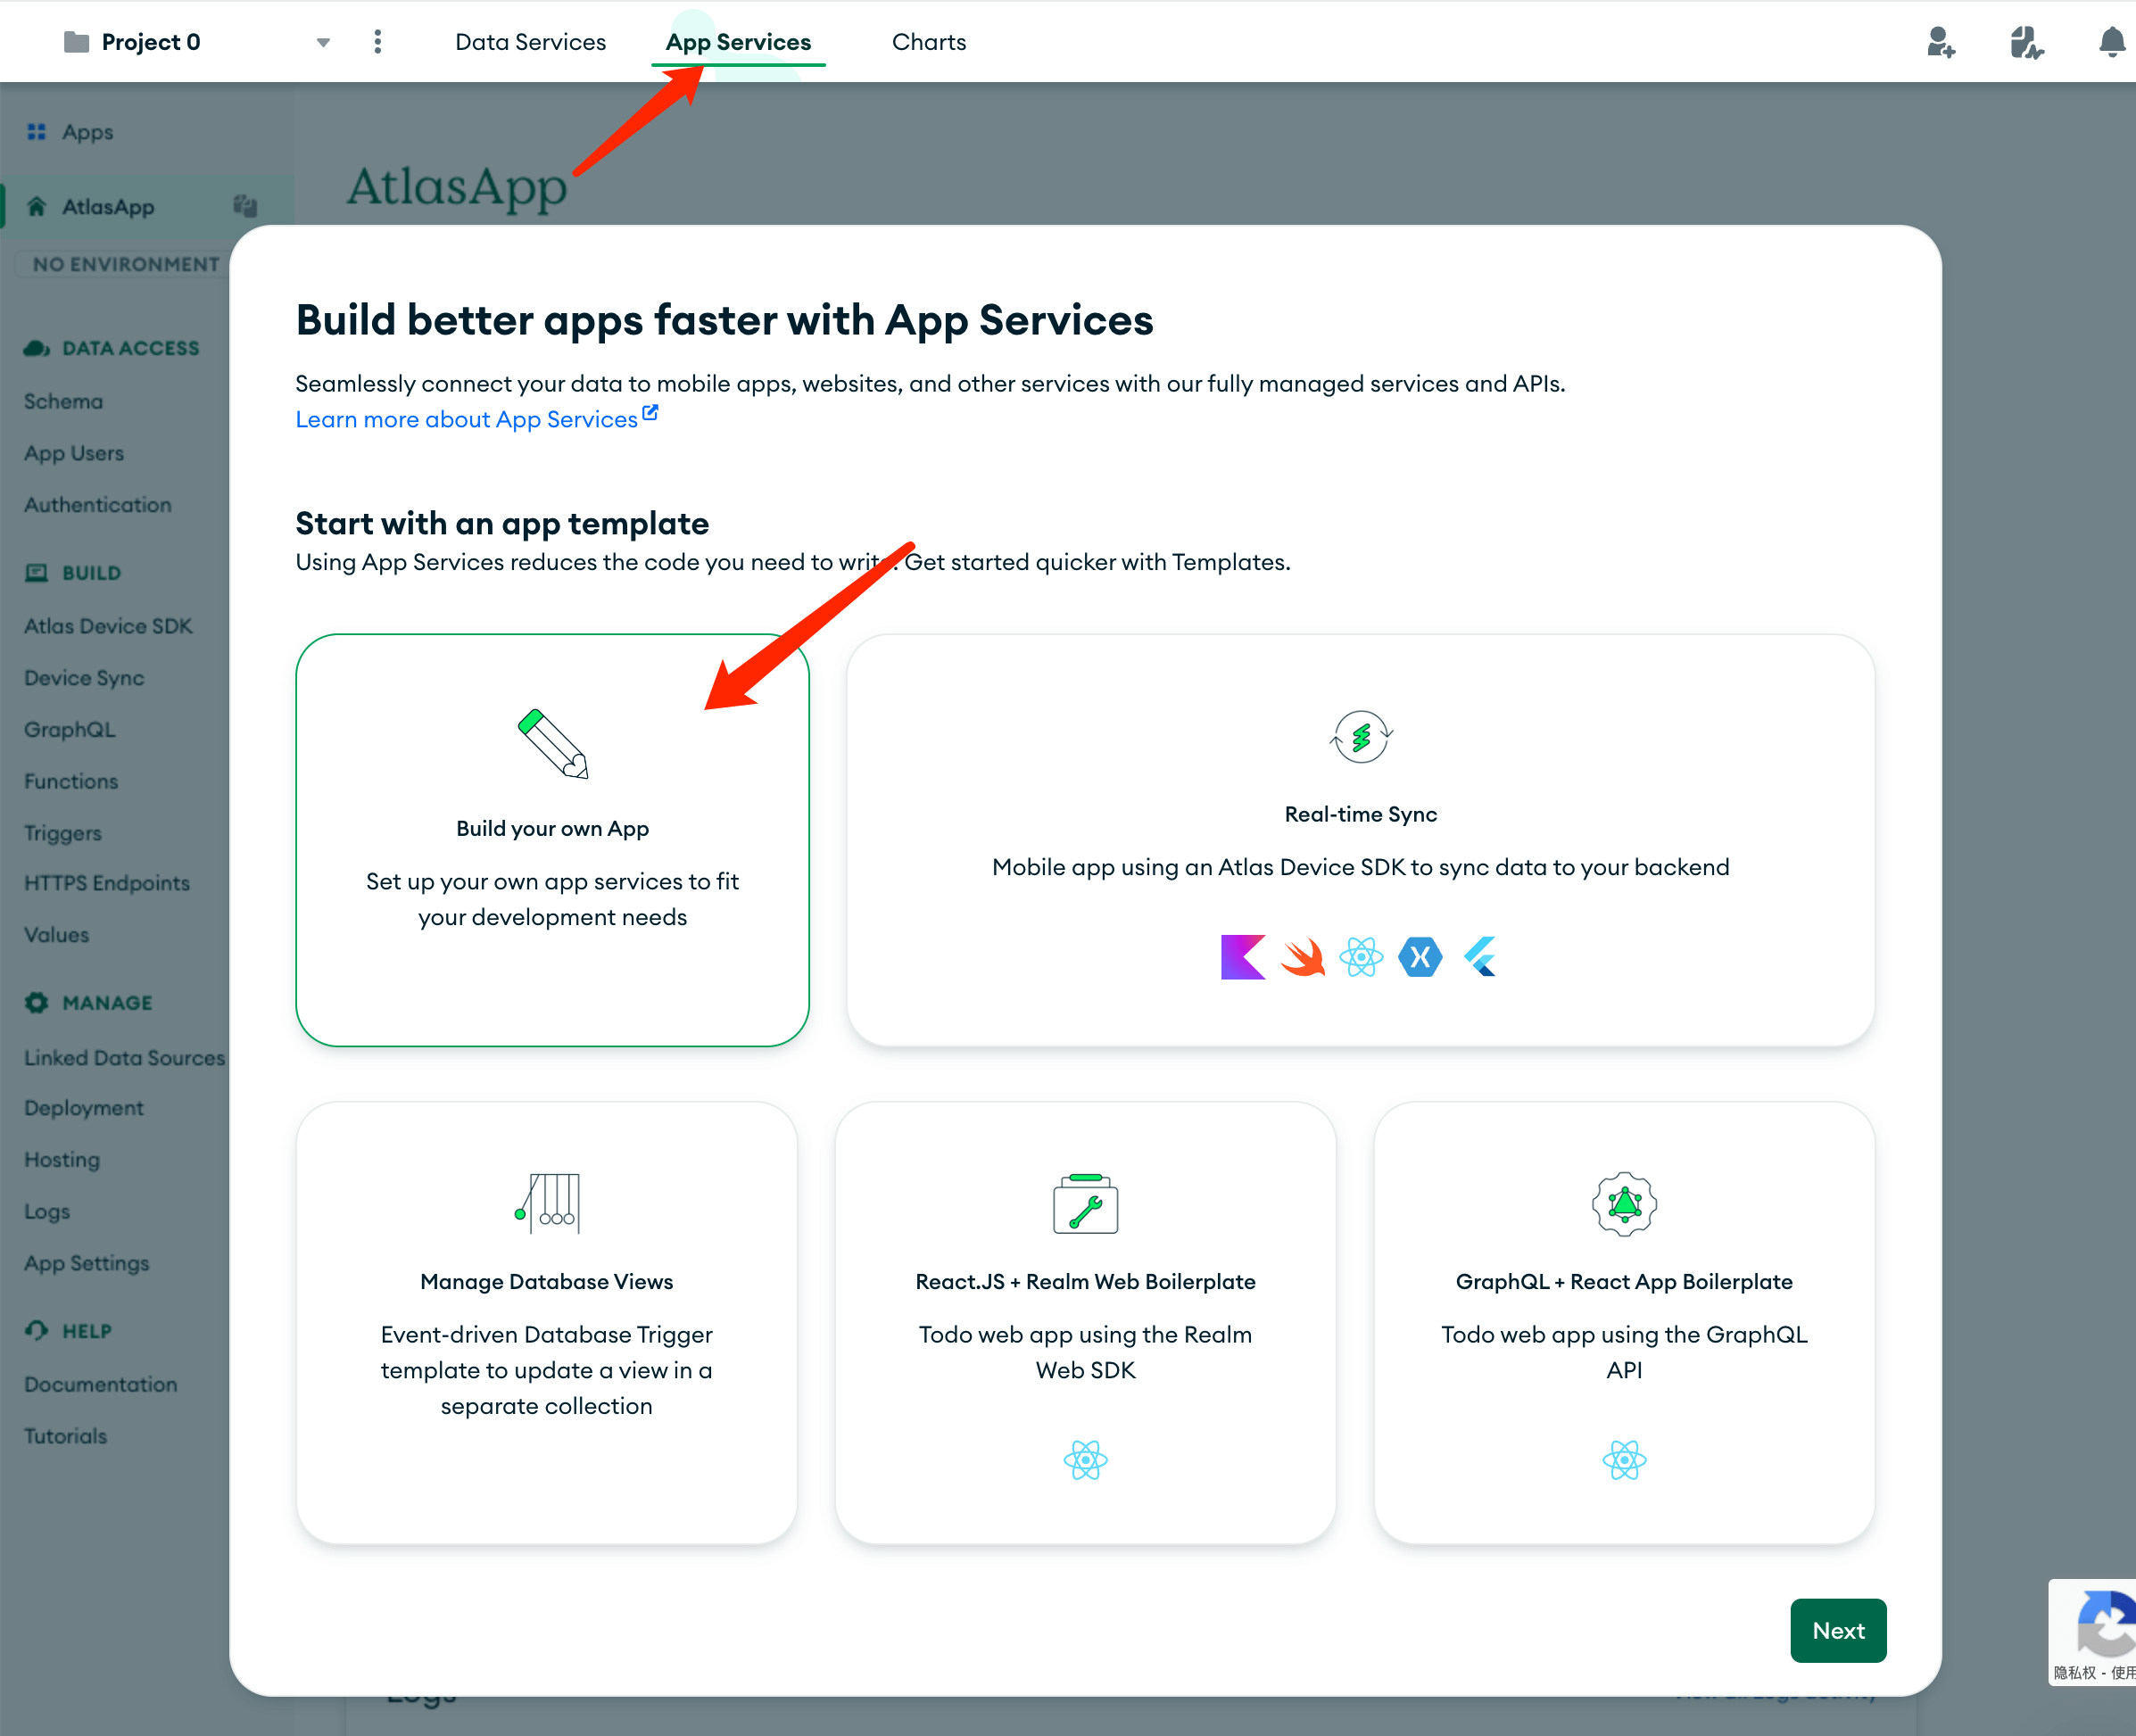 Project 0
Data Services
App Services
Charts
Apps
AtlasApp
NO ENVIRONMENT
DATA ACCESS
Schema
App Users
Authentication
BUILD
Atlas Device SDK
Device Sync
GraphQL
Functions
Triggers
HTTPS Endpoints
Values
MANAGE
Linked Data Sources
Deployment
Hosting
Logs
App Settings
HELP
Documentation
Tutorials
AtlasApp
Build better apps faster with App Services
Seamlessly connect your data to mobile apps, websites, and other services with our fully managed services and APIs.
Learn more about App Services
Start with an app template
Using App Services reduces the code you need to write. Get started quicker with Templates.
Build your own App
Set up your own app services to fit
your development needs
Real-time Sync
Mobile app using an Atlas Device SDK to sync data to your backend
Manage Database Views
Event-driven Database Trigger
template to update a view in a
separate collection
React.JS + Realm Web Boilerplate
Todo web app using the Realm
Web SDK
GraphQL + React App Boilerplate
Todo web app using the GraphQL
API
Next
Logs
隐私权 - 使用